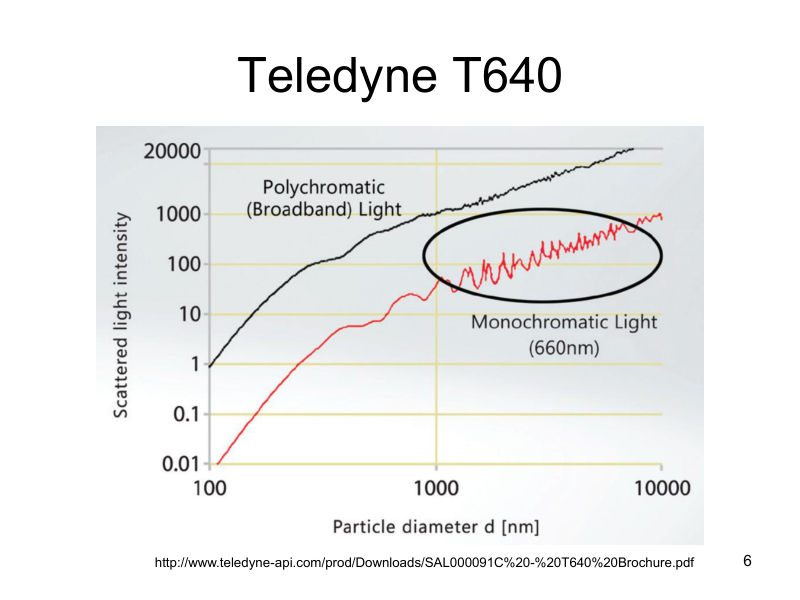 Teledyne T640
20000
Polychromatic
(Broadband) Light
1000
100
10
Monochromatic Light
(660nm)
1
0.1
0.01
100
1000
10000
Scattered light intensity
Particle diameter d [nm]
http://www.teledyne-api.com/prod/Downloads/SAL000091C%20-%20T640%20Brochure.pdf
6